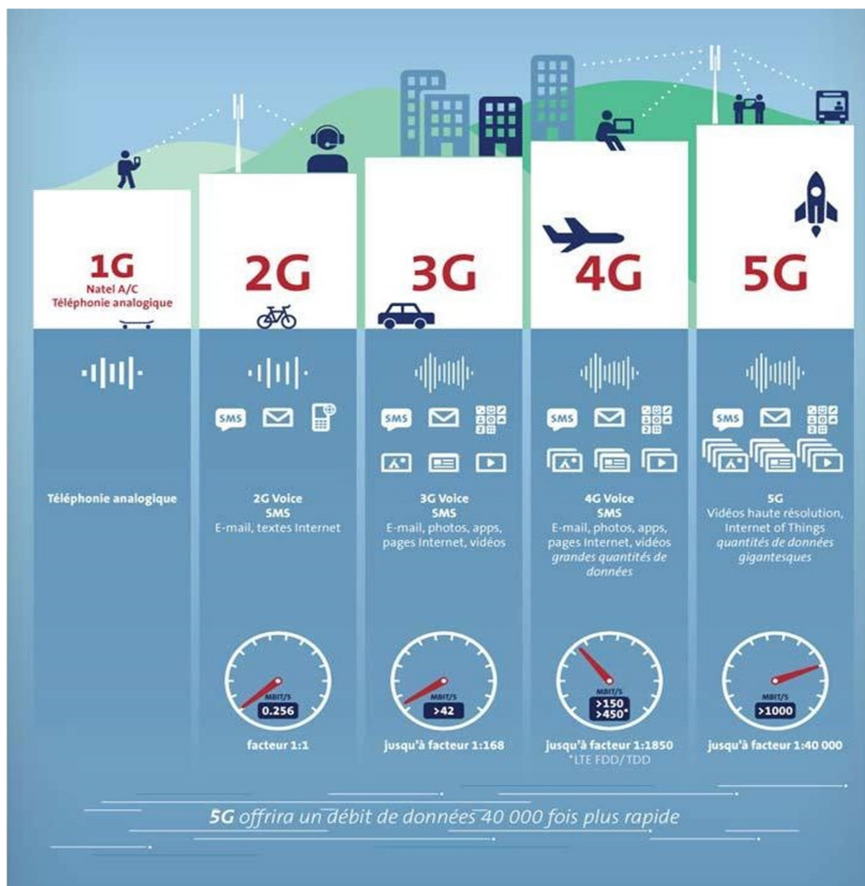 1G
Natel A/C
Téléphonie analogique
2G
3G
4G
5G
SMS
SMS
SMS
SMS
Téléphonie analogique
2G Voice
SMS
E-mail, textes Internet
3G Voice
SMS
E-mail, photos, apps,
pages Internet, vidéos
4G Voice
SMS
E-mail, photos, apps,
pages Internet, vidéos
grandes quantités de
données
5G
Vidéos haute résolution,
Internet of Things
quantités de données
gigantesques
MBIT/S
0.256
facteur 1:1
MBIT/S
>42
jusqu'à facteur 1:168
MBIT/S
>150
>450*
jusqu'à facteur 1:1850
*LTE FDD/TDD
MBIT/S
>1000
jusqu'à facteur 1:40 000
5G offrira un débit de données 40 000 fois plus rapide